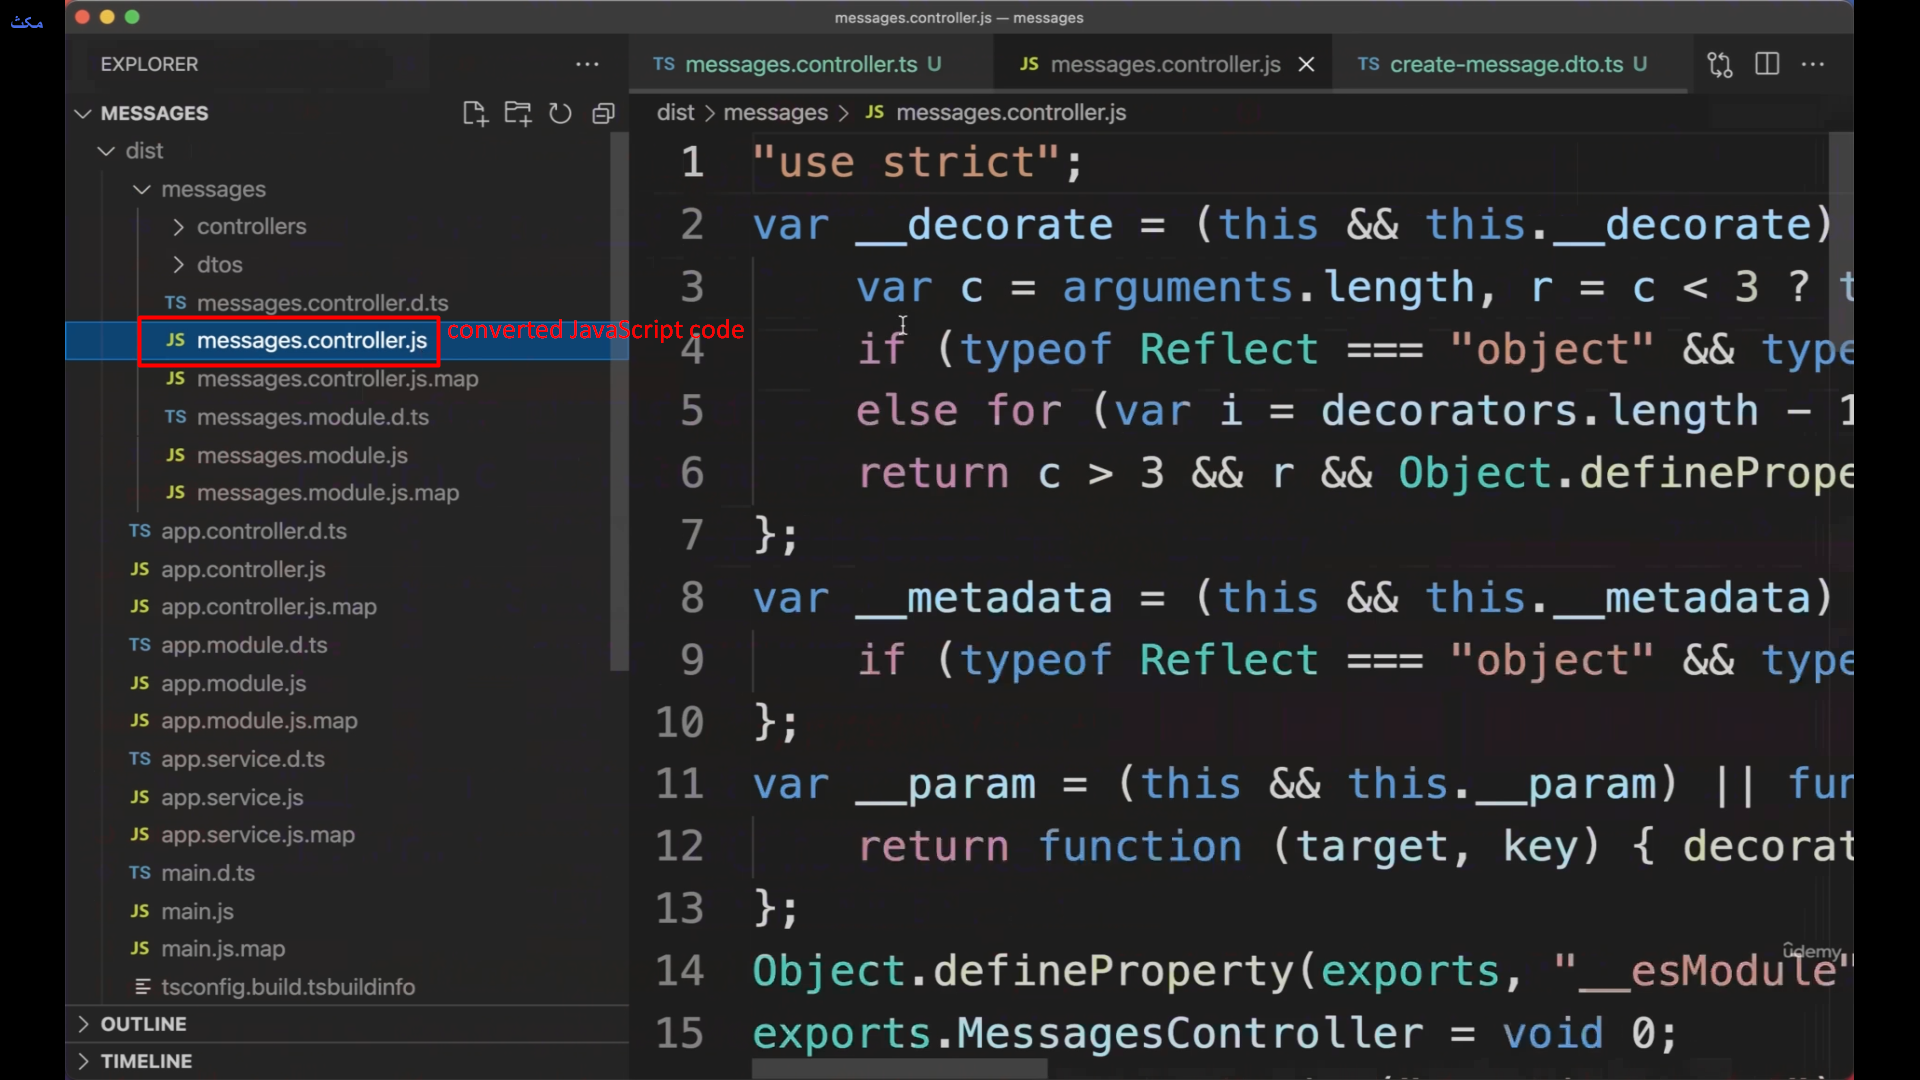 مكث
messages.controller.js — messages
EXPLORER
MESSAGES
dist
messages
controllers
dtos
TS messages.controller.d.ts
JS messages.controller.js
converted JavaScript code
JS messages.controller.js.map
TS messages.module.d.ts
JS messages.module.js
JS messages.module.js.map
TS app.controller.d.ts
JS app.controller.js
JS app.controller.js.map
TS app.module.d.ts
JS app.module.js
JS app.module.js.map
TS app.service.d.ts
JS app.service.js
JS app.service.js.map
TS main.d.ts
JS main.js
JS main.js.map
tsconfig.build.tsbuildinfo
OUTLINE
TIMELINE
TS messages.controller.ts U
JS messages.controller.js
TS create-message.dto.ts U
dist > messages > JS messages.controller.js
1 "use strict";
2 var __decorate = (this && this.__decorate)
3 var c = arguments.length, r = c < 3 ? t
4 if (typeof Reflect === "object" && type
5 else for (var i = decorators.length - 1
6 return c > 3 && r && Object.definePrope
7 };
8 var __metadata = (this && this.__metadata)
9 if (typeof Reflect === "object" && type
10 };
11 var __param = (this && this.__param) || fun
12 return function (target, key) { decorat
13 };
14 Object.defineProperty(exports, "__esModule"
15 exports.MessagesController = void 0;
ûdemy